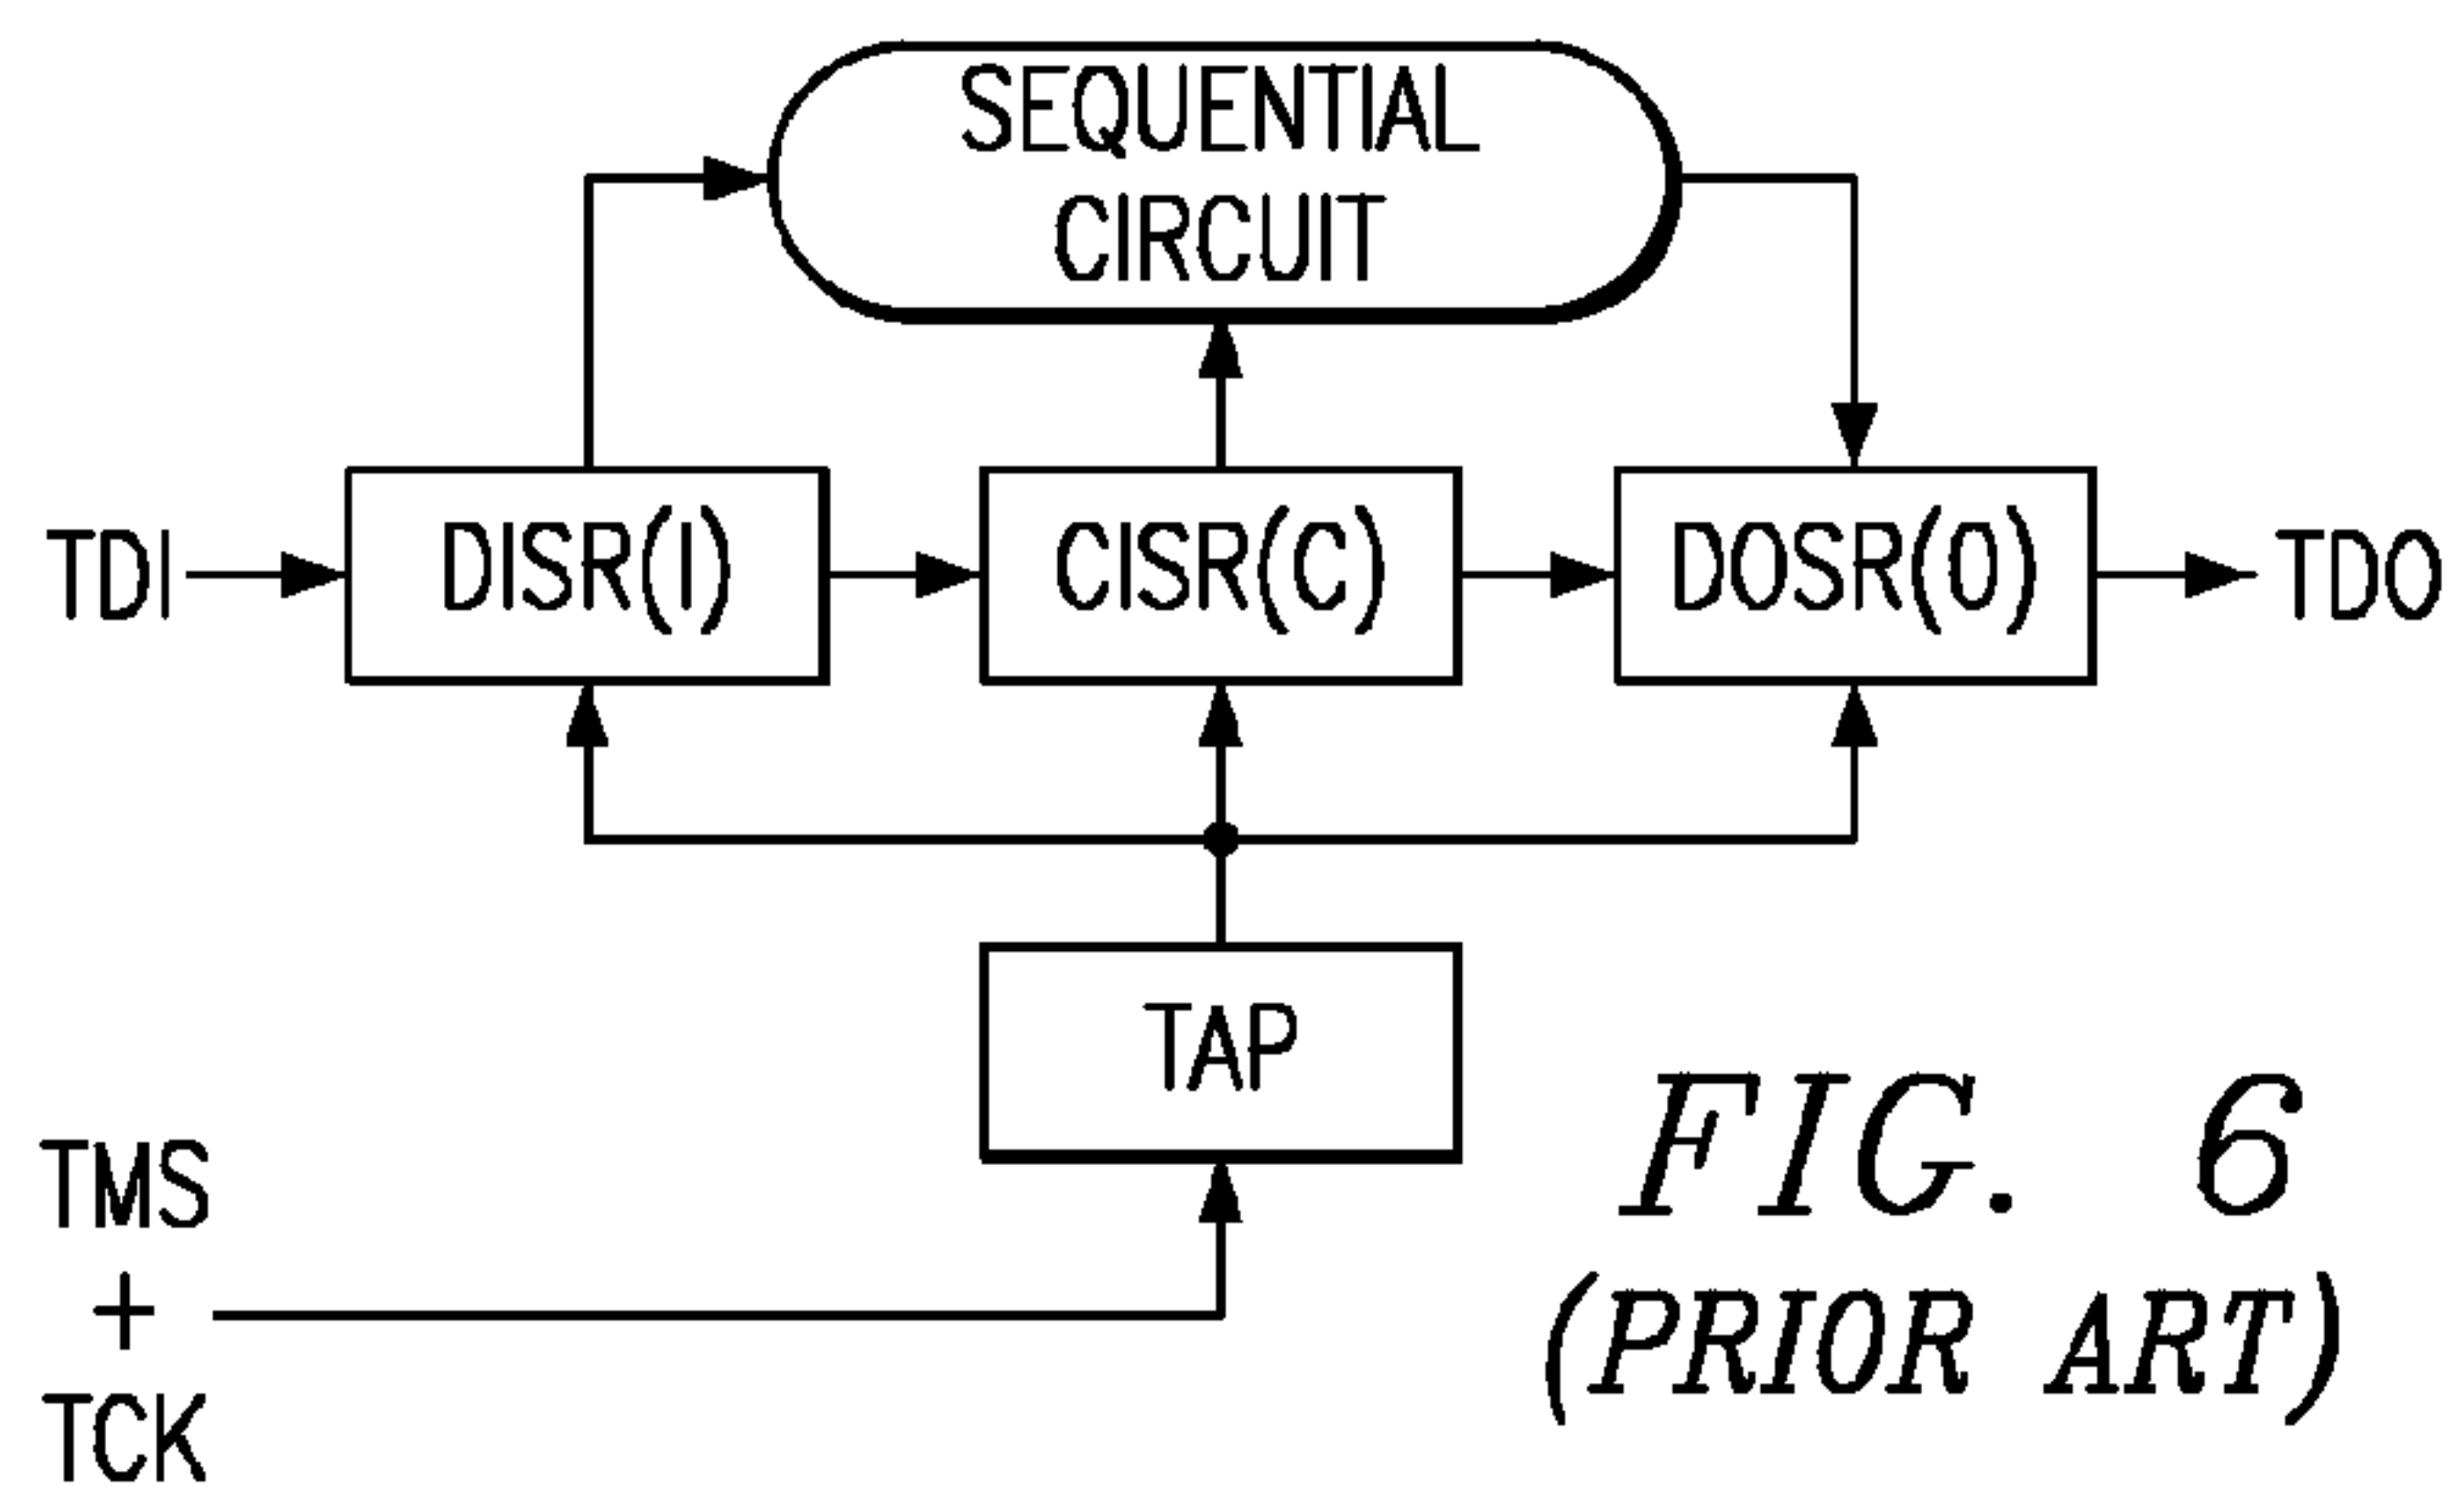 SEQUENTIAL
CIRCUIT
TDI
DISR(I)
CISR(C)
DOSR(O)
TDO
TAP
TMS
+
TCK
FIG. 6
(PRIOR ART)